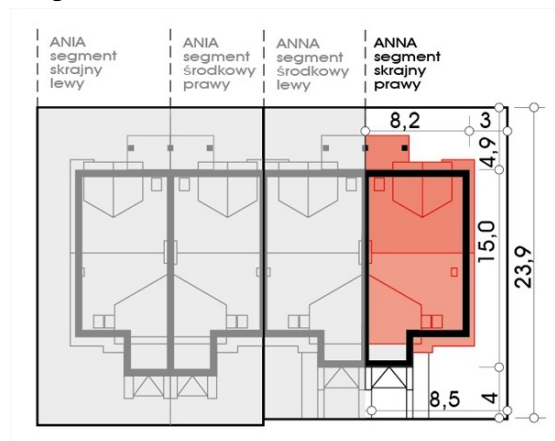 ANIA
segment
skrajny
lewy
ANIA
segment
środkowy
prawy
ANNA
segment
środkowy
lewy
ANNA
segment
skrajny
prawy
8,2
3
4,9
15,0
23,9
8,5
4